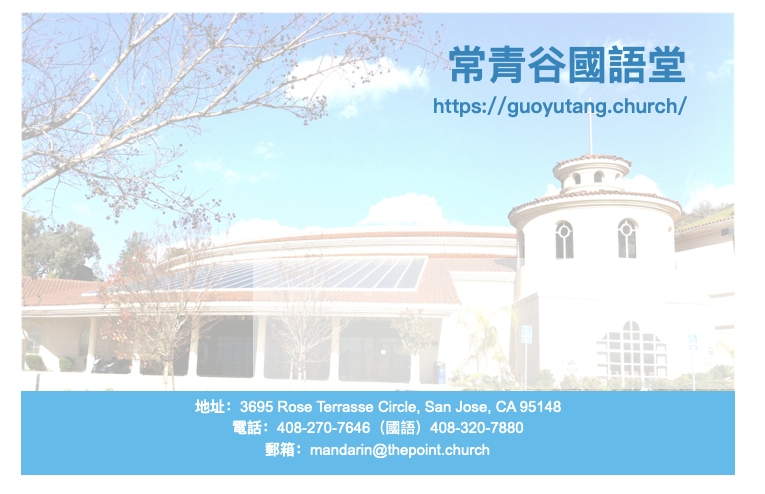 常青谷國語堂
https://guoyutang.church/
地址：3695 Rose Terrasse Circle, San Jose, CA 95148
電話：408-270-7646（國語）408-320-7880
郵箱：mandarin@thepoint.church